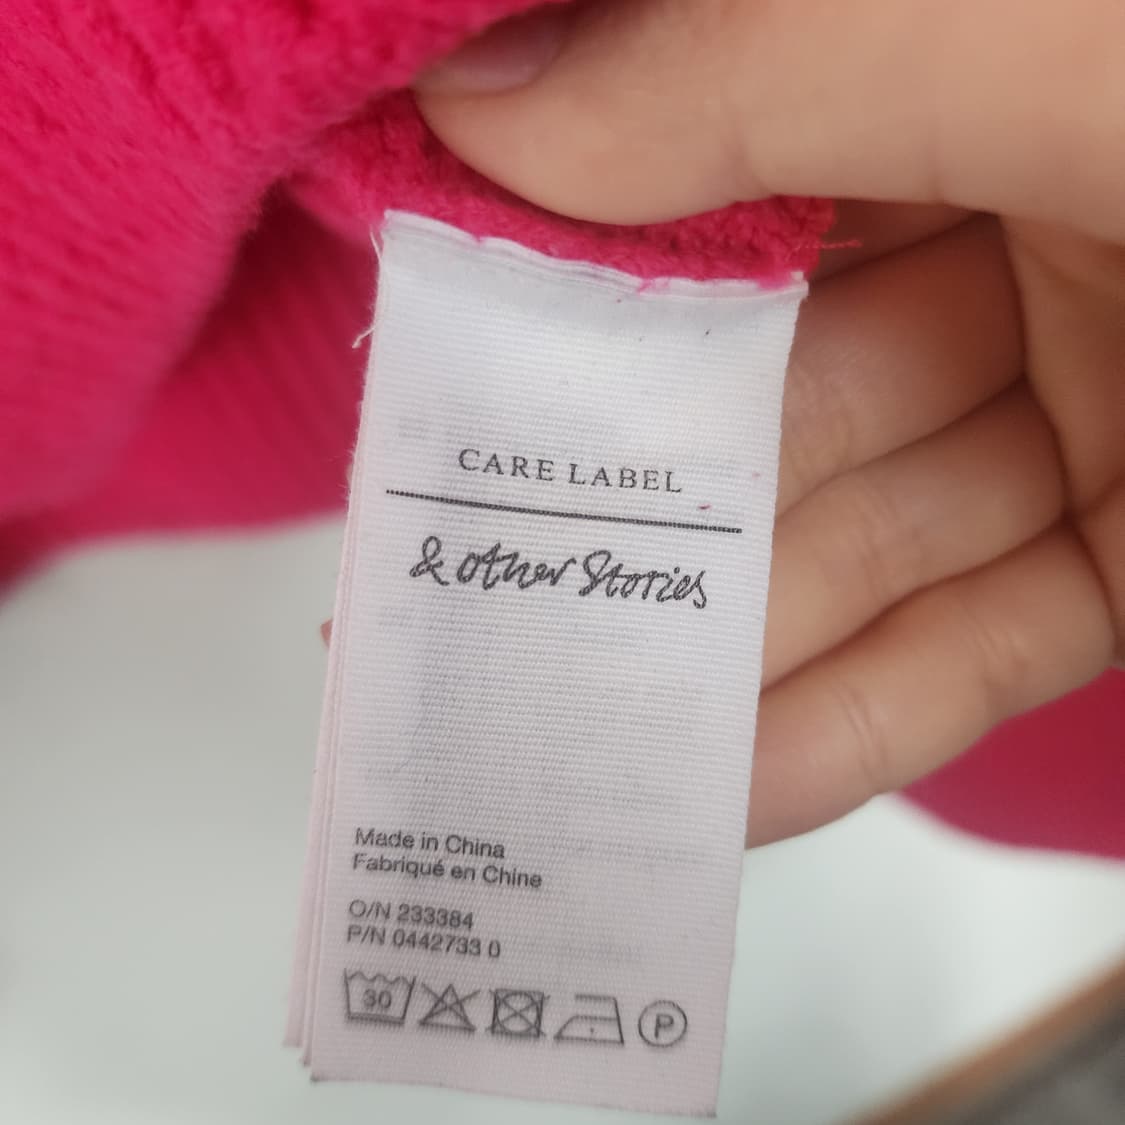 CARE LABEL
& other Stories
Made in China
Fabriqué en Chine
O/N 233384
P/N 0442733 0
30
P